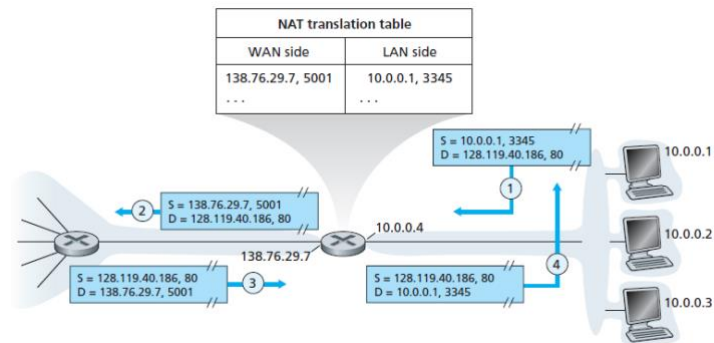 NAT translation table
WAN side LAN side
138.76.29.7, 5001 10.0.0.1, 3345
. . . . . .
S = 10.0.0.1, 3345
D = 128.119.40.186, 80
1
10.0.0.1
S = 138.76.29.7, 5001
D = 128.119.40.186, 80
2
10.0.0.4
10.0.0.2
138.76.29.7
4
S = 128.119.40.186, 80
D = 138.76.29.7, 5001
3
S = 128.119.40.186, 80
D = 10.0.0.1, 3345
10.0.0.3